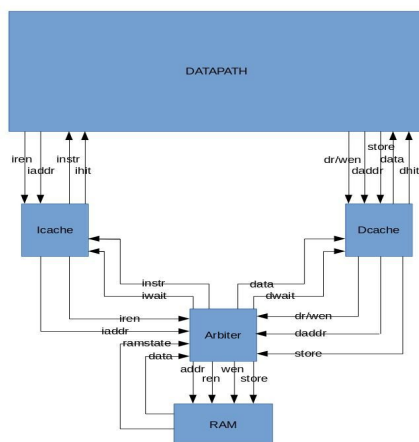 DATAPATH
iren
iaddr
instr
ihit
dr/wen
daddr
store
data
dhit
Icache
Dcache
instr
iwait
data
dwait
iren
iaddr
ramstate
data
Arbiter
dr/wen
daddr
store
addr
ren
wen
store
RAM